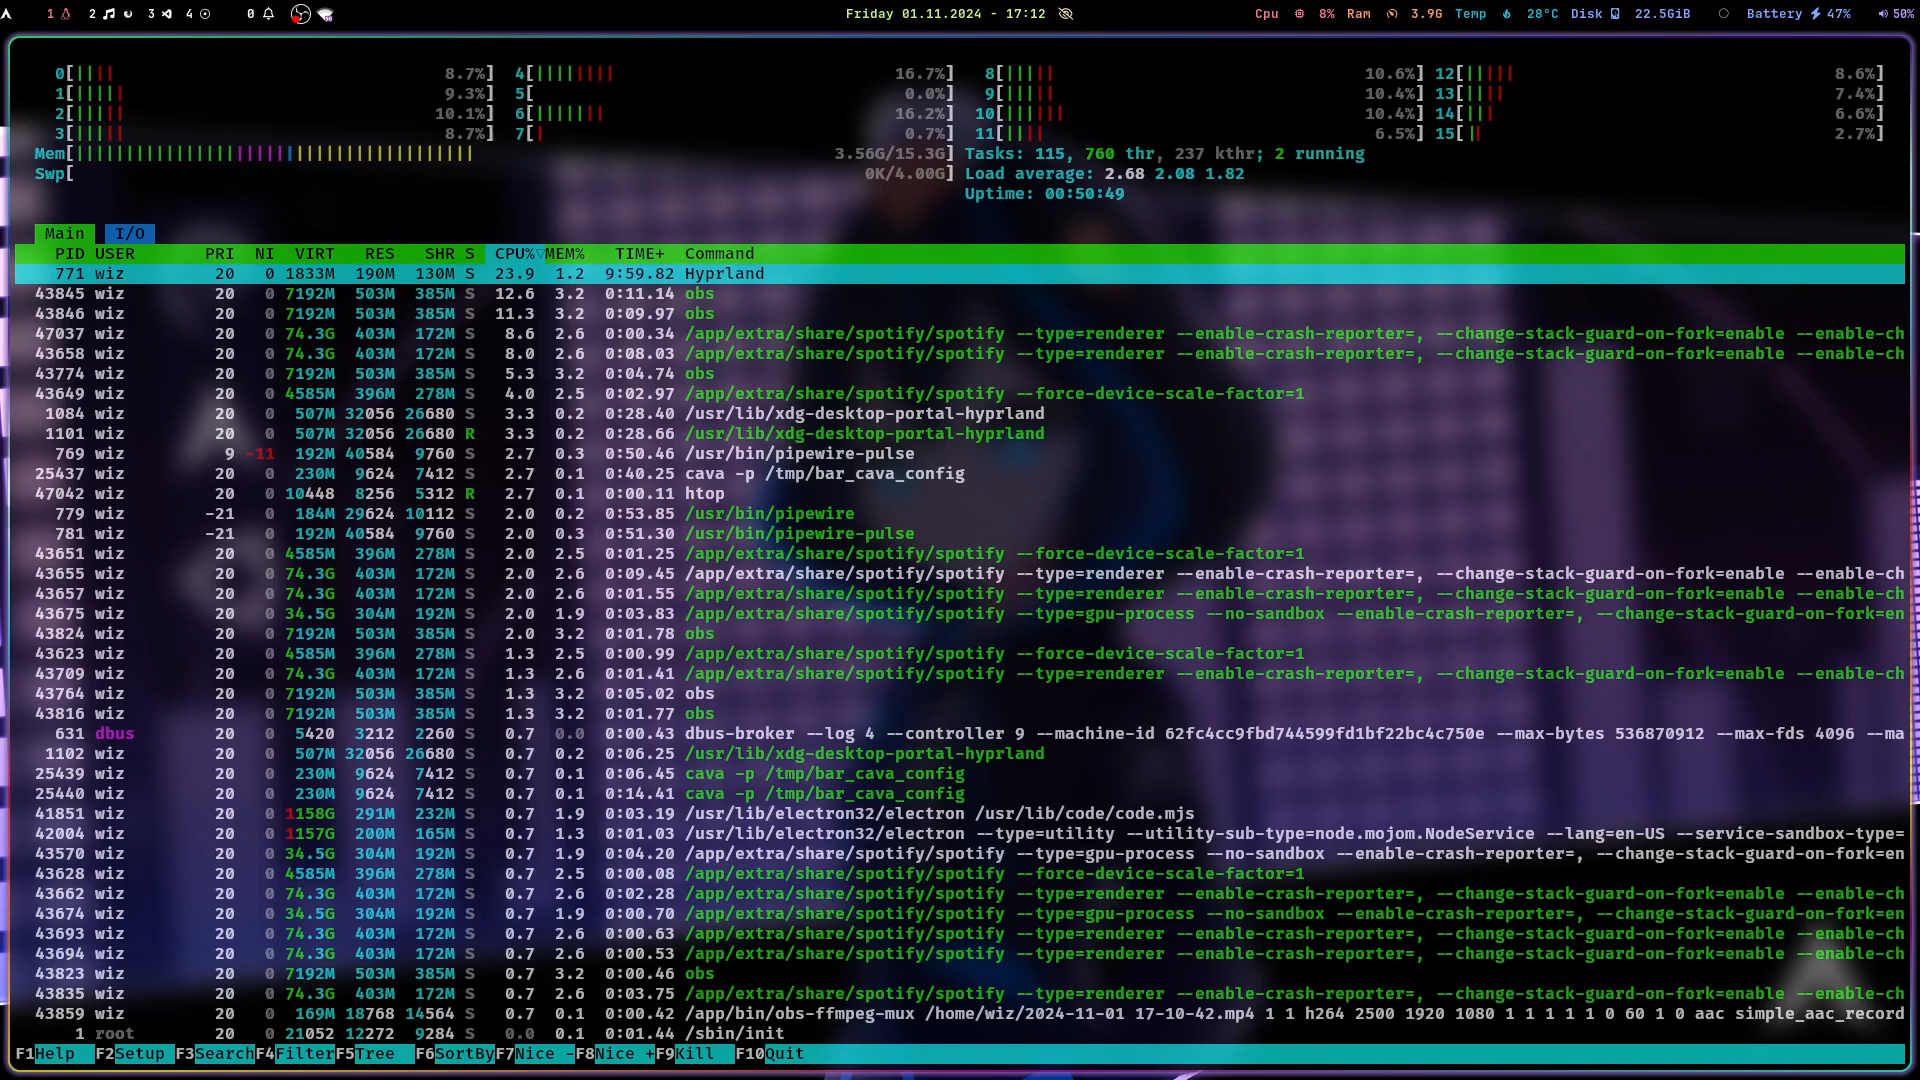 1 2 3 4 0 Friday 01.11.2024 - 17:12 Cpu 8% Ram 3.9G Temp 28°C Disk 22.5GiB Battery 47% 50%
0[|||| 8.7%] 4[|||||||| 16.7%] 8[||||| 10.6%] 12[||||| 8.6%]
1[||||| 9.3%] 5[ 0.0%] 9[||||| 10.4%] 13[|||| 7.4%]
2[||||| 10.1%] 6[||||||| 16.2%] 10[|||||| 10.4%] 14[||| 6.6%]
3[||||| 8.7%] 7[| 0.7%] 11[|||| 6.5%] 15[|| 2.7%]
Mem[|||||||||||||||||||||||||||||||||||||||| 3.56G/15.3G] Tasks: 115, 760 thr, 237 kthr; 2 running
Swp[ 0K/4.00G] Load average: 2.68 2.08 1.82
Uptime: 00:50:49
Main I/O
PID USER PRI NI VIRT RES SHR S CPU%▽MEM% TIME+ Command
771 wiz 20 0 1833M 190M 130M S 23.9 1.2 9:59.82 Hyprland
43845 wiz 20 0 7192M 503M 385M S 12.6 3.2 0:11.14 obs
43846 wiz 20 0 7192M 503M 385M S 11.3 3.2 0:09.97 obs
47037 wiz 20 0 74.3G 403M 172M S 8.6 2.6 0:00.34 /app/extra/share/spotify/spotify --type=renderer --enable-crash-reporter=, --change-stack-guard-on-fork=enable --enable-ch
43658 wiz 20 0 74.3G 403M 172M S 8.0 2.6 0:08.03 /app/extra/share/spotify/spotify --type=renderer --enable-crash-reporter=, --change-stack-guard-on-fork=enable --enable-ch
43774 wiz 20 0 7192M 503M 385M S 5.3 3.2 0:04.74 obs
43649 wiz 20 0 4585M 396M 278M S 4.0 2.5 0:02.97 /app/extra/share/spotify/spotify --force-device-scale-factor=1
1084 wiz 20 0 507M 32056 26680 S 3.3 0.2 0:28.40 /usr/lib/xdg-desktop-portal-hyprland
1101 wiz 20 0 507M 32056 26680 R 3.3 0.2 0:28.66 /usr/lib/xdg-desktop-portal-hyprland
769 wiz 9 -11 192M 40584 9760 S 2.7 0.3 0:50.46 /usr/bin/pipewire-pulse
25437 wiz 20 0 230M 9624 7412 S 2.7 0.1 0:40.25 cava -p /tmp/bar_cava_config
47042 wiz 20 0 10448 8256 5312 R 2.7 0.1 0:00.11 htop
779 wiz -21 0 184M 29624 10112 S 2.0 0.2 0:53.85 /usr/bin/pipewire
781 wiz -21 0 192M 40584 9760 S 2.0 0.3 0:51.30 /usr/bin/pipewire-pulse
43651 wiz 20 0 4585M 396M 278M S 2.0 2.5 0:01.25 /app/extra/share/spotify/spotify --force-device-scale-factor=1
43655 wiz 20 0 74.3G 403M 172M S 2.0 2.6 0:09.45 /app/extra/share/spotify/spotify --type=renderer --enable-crash-reporter=, --change-stack-guard-on-fork=enable --enable-ch
43657 wiz 20 0 74.3G 403M 172M S 2.0 2.6 0:01.55 /app/extra/share/spotify/spotify --type=renderer --enable-crash-reporter=, --change-stack-guard-on-fork=enable --enable-ch
43675 wiz 20 0 34.5G 304M 192M S 2.0 1.9 0:03.83 /app/extra/share/spotify/spotify --type=gpu-process --no-sandbox --enable-crash-reporter=, --change-stack-guard-on-fork=en
43824 wiz 20 0 7192M 503M 385M S 2.0 3.2 0:01.78 obs
43623 wiz 20 0 4585M 396M 278M S 1.3 2.5 0:00.99 /app/extra/share/spotify/spotify --force-device-scale-factor=1
43709 wiz 20 0 74.3G 403M 172M S 1.3 2.6 0:01.41 /app/extra/share/spotify/spotify --type=renderer --enable-crash-reporter=, --change-stack-guard-on-fork=enable --enable-ch
43764 wiz 20 0 7192M 503M 385M S 1.3 3.2 0:05.02 obs
43816 wiz 20 0 7192M 503M 385M S 1.3 3.2 0:01.77 obs
631 dbus 20 0 5420 3212 2260 S 0.7 0.0 0:00.43 dbus-broker --log 4 --controller 9 --machine-id 62fc4cc9fbd744599fd1bf22bc4c750e --max-bytes 536870912 --max-fds 4096 --ma
1102 wiz 20 0 507M 32056 26680 S 0.7 0.2 0:06.25 /usr/lib/xdg-desktop-portal-hyprland
25439 wiz 20 0 230M 9624 7412 S 0.7 0.1 0:06.45 cava -p /tmp/bar_cava_config
25440 wiz 20 0 230M 9624 7412 S 0.7 0.1 0:14.41 cava -p /tmp/bar_cava_config
41851 wiz 20 0 1158G 291M 232M S 0.7 1.9 0:03.19 /usr/lib/electron32/electron /usr/lib/code/code.mjs
42004 wiz 20 0 1157G 200M 165M S 0.7 1.3 0:01.03 /usr/lib/electron32/electron --type=utility --utility-sub-type=node.mojom.NodeService --lang=en-US --service-sandbox-type=
43570 wiz 20 0 34.5G 304M 192M S 0.7 1.9 0:04.20 /app/extra/share/spotify/spotify --type=gpu-process --no-sandbox --enable-crash-reporter=, --change-stack-guard-on-fork=en
43628 wiz 20 0 4585M 396M 278M S 0.7 2.5 0:00.08 /app/extra/share/spotify/spotify --force-device-scale-factor=1
43662 wiz 20 0 74.3G 403M 172M S 0.7 2.6 0:02.28 /app/extra/share/spotify/spotify --type=renderer --enable-crash-reporter=, --change-stack-guard-on-fork=enable --enable-ch
43674 wiz 20 0 34.5G 304M 192M S 0.7 1.9 0:00.70 /app/extra/share/spotify/spotify --type=gpu-process --no-sandbox --enable-crash-reporter=, --change-stack-guard-on-fork=en
43693 wiz 20 0 74.3G 403M 172M S 0.7 2.6 0:00.63 /app/extra/share/spotify/spotify --type=renderer --enable-crash-reporter=, --change-stack-guard-on-fork=enable --enable-ch
43694 wiz 20 0 74.3G 403M 172M S 0.7 2.6 0:00.53 /app/extra/share/spotify/spotify --type=renderer --enable-crash-reporter=, --change-stack-guard-on-fork=enable --enable-ch
43823 wiz 20 0 7192M 503M 385M S 0.7 3.2 0:00.46 obs
43835 wiz 20 0 74.3G 403M 172M S 0.7 2.6 0:03.75 /app/extra/share/spotify/spotify --type=renderer --enable-crash-reporter=, --change-stack-guard-on-fork=enable --enable-ch
43859 wiz 20 0 169M 18768 14564 S 0.7 0.1 0:00.42 /app/bin/obs-ffmpeg-mux /home/wiz/2024-11-01 17-10-42.mp4 1 1 h264 2500 1920 1080 1 1 1 1 1 0 60 1 0 aac simple_aac_record
1 root 20 0 21052 12272 9284 S 0.0 0.1 0:01.44 /sbin/init
F1Help F2Setup F3SearchF4FilterF5Tree F6SortByF7Nice -F8Nice +F9Kill F10Quit